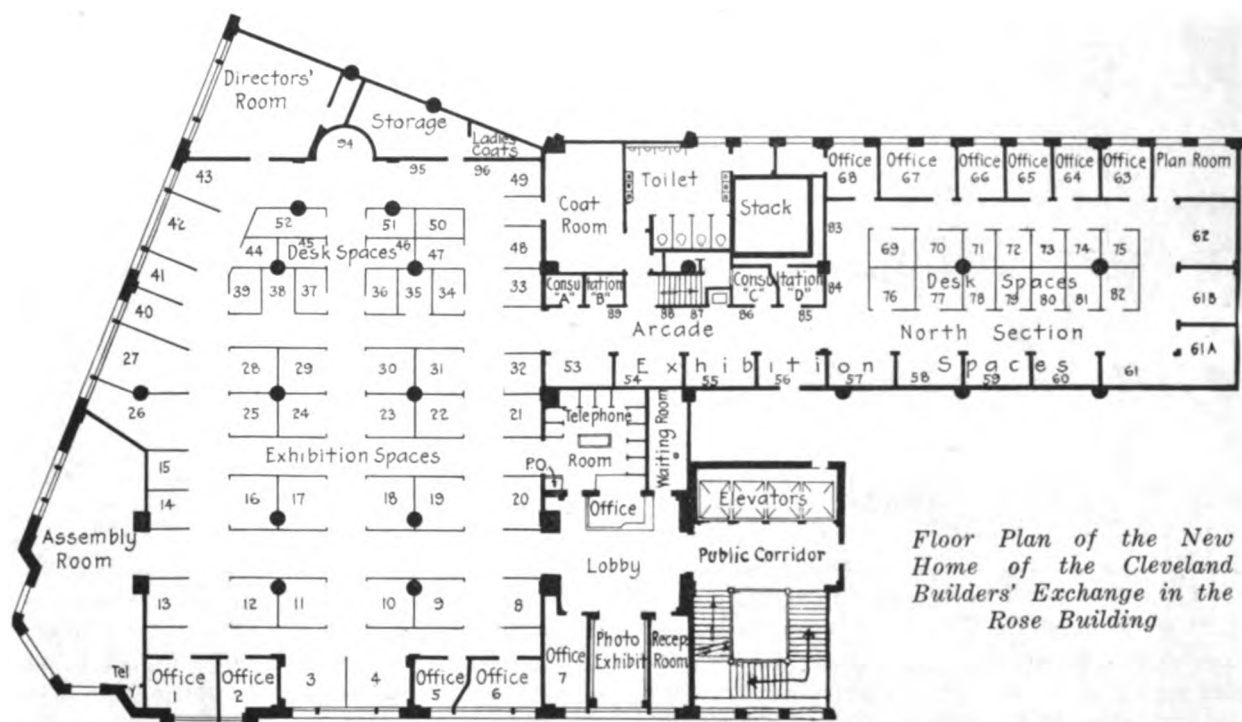 Directors'
Room
Storage
Ladies
Coats
94
95
96
43
49
42
52
51
50
44
45
46
47
48
Desk Spaces
41
39
38
37
36
35
34
33
40
27
28
29
30
31
32
26
25
24
23
22
21
15
Exhibition Spaces
14
16
17
18
19
20
Assembly
Room
13
12
11
10
9
8
Tel
Office
1
Office
2
3
4
Office
5
Office
6
Office
7
Photo
Exhibit
Recep
Room
Lobby
Office
P.O.
Telephone
Room
Waiting Room
Elevators
Public Corridor
Coat
Room
Toilet
Stack
Consultation
"A"
"B"
Consultation
"C"
"D"
83
84
89
88
87
86
85
Arcade
North Section
Exhibition Spaces
53
54
55
56
57
58
59
60
61
Office
68
Office
67
Office
66
Office
65
Office
64
Office
63
Plan Room
62
61B
61A
69
70
71
72
73
74
75
Desk Spaces
76
77
78
79
80
81
82
Floor Plan of the New
Home of the Cleveland
Builders' Exchange in the
Rose Building